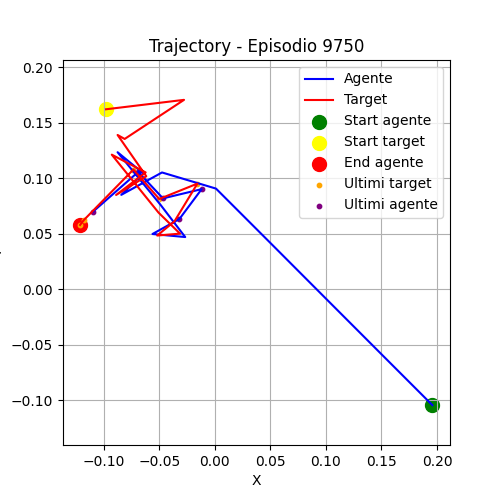 Trajectory - Episodio 9750
0.20
0.15
0.10
0.05
0.00
−0.05
−0.10
Agente
Target
Start agente
Start target
End agente
Ultimi target
Ultimi agente
−0.10
−0.05
0.00
0.05
0.10
0.15
0.20
X